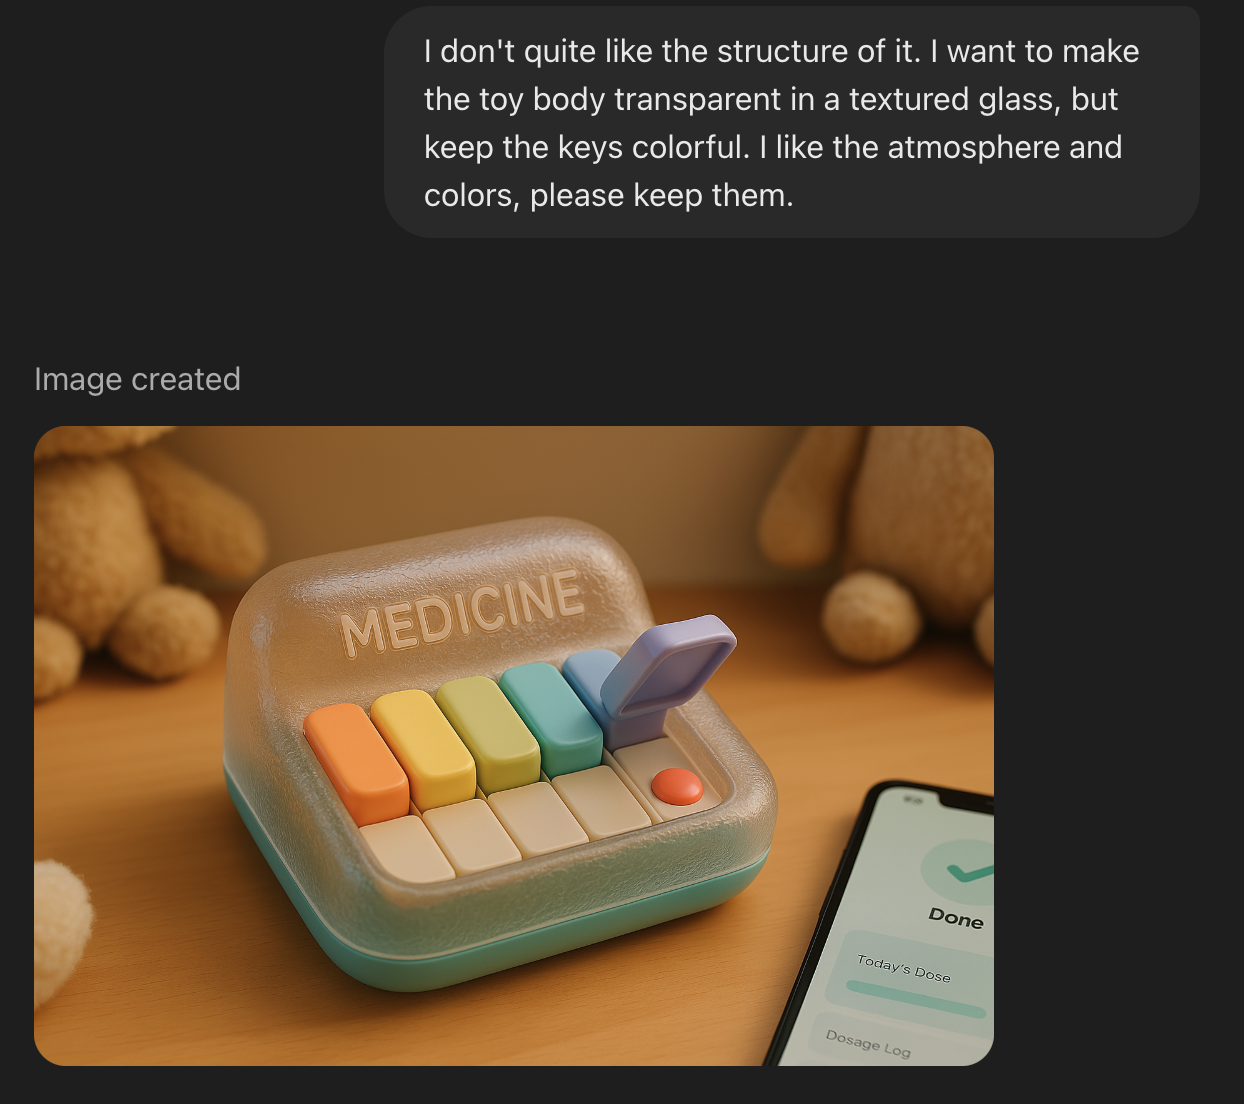 I don't quite like the structure of it. I want to make
the toy body transparent in a textured glass, but
keep the keys colorful. I like the atmosphere and
colors, please keep them.
Image created
MEDICINE
Done
Today's Dose
Dosage Log